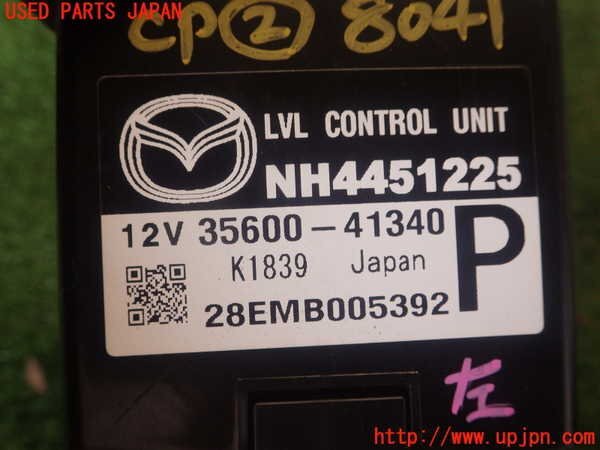 USED PARTS JAPAN
CP② 8041
LVL CONTROL UNIT
NH4451225
12V 35600-41340
P
K1839 Japan
28EMB005392
左
http://www.upjpn.com